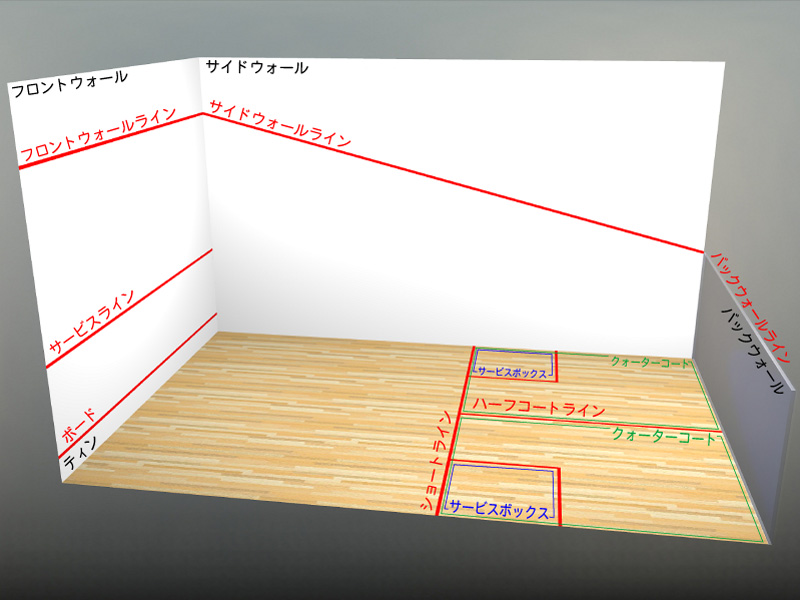 フロントウォール
サイドウォール
フロントウォールライン
サイドウォールライン
サービスライン
ボード
ティン
バックウォールライン
バックウォール
クォーターコート
サービスボックス
ハーフコートライン
クォーターコート
ショートライン
サービスボックス